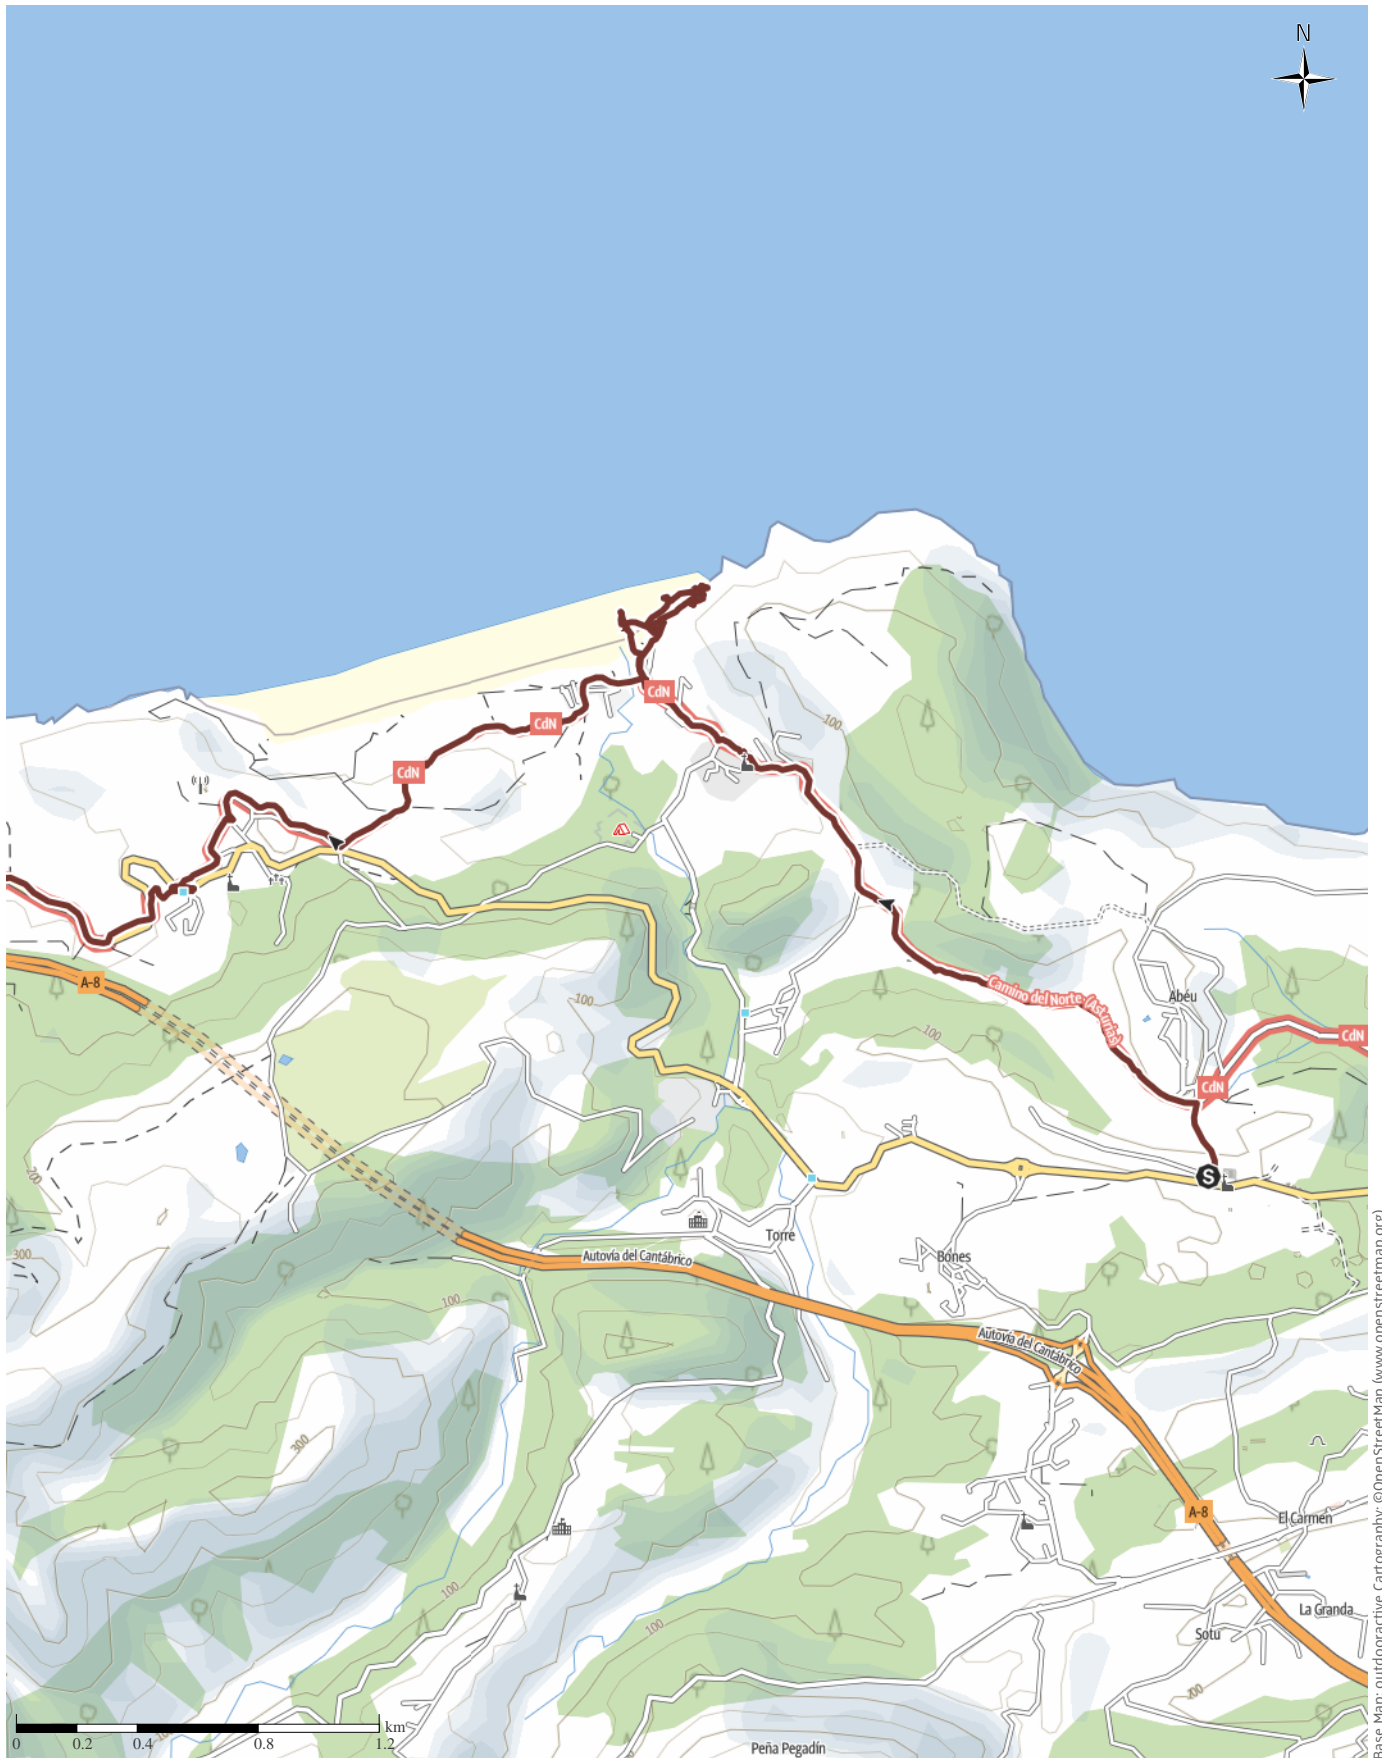 N
100
CdN
CdN
CdN
Camino del Norte (Asturias)
Abéu
A-8
100
100
CdN
CdN
200
S
300
Torre
Autovía del Cantábrico
Bones
100
Autovía del Cantábrico
300
A-8
El Carmen
100
La Granda
100
Sotu
200
km
0 0.2 0.4 0.8 1.2
Peña Pegadín
Base Map: outdooractive Cartography; ©OpenStreetMap (www.openstreetmap.org)